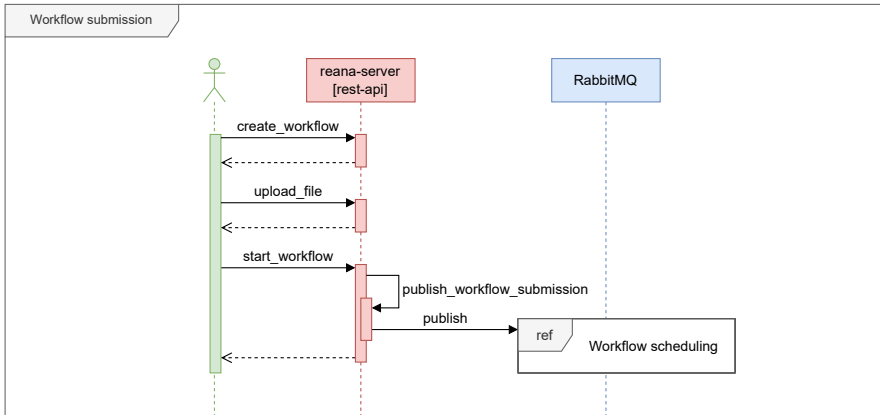 Workflow submission
reana-server
[rest-api]
RabbitMQ
create_workflow
upload_file
start_workflow
publish_workflow_submission
publish
ref
Workflow scheduling